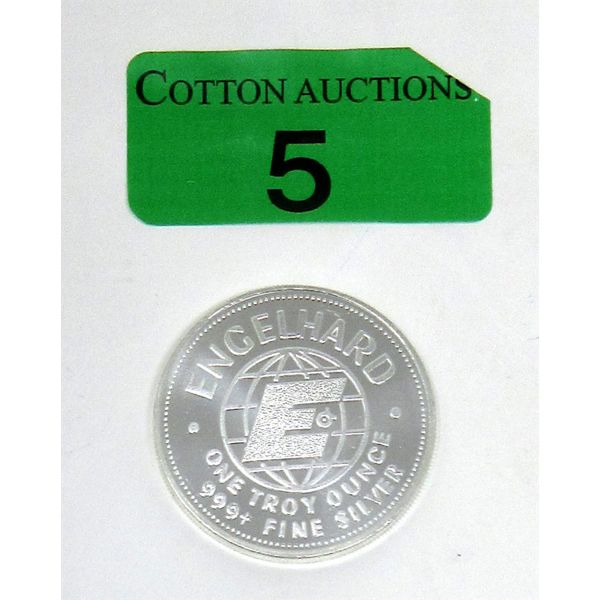 COTTON AUCTIONS
5
ENGELHARD
E
ONE TROY OUNCE
999+ FINE SILVER